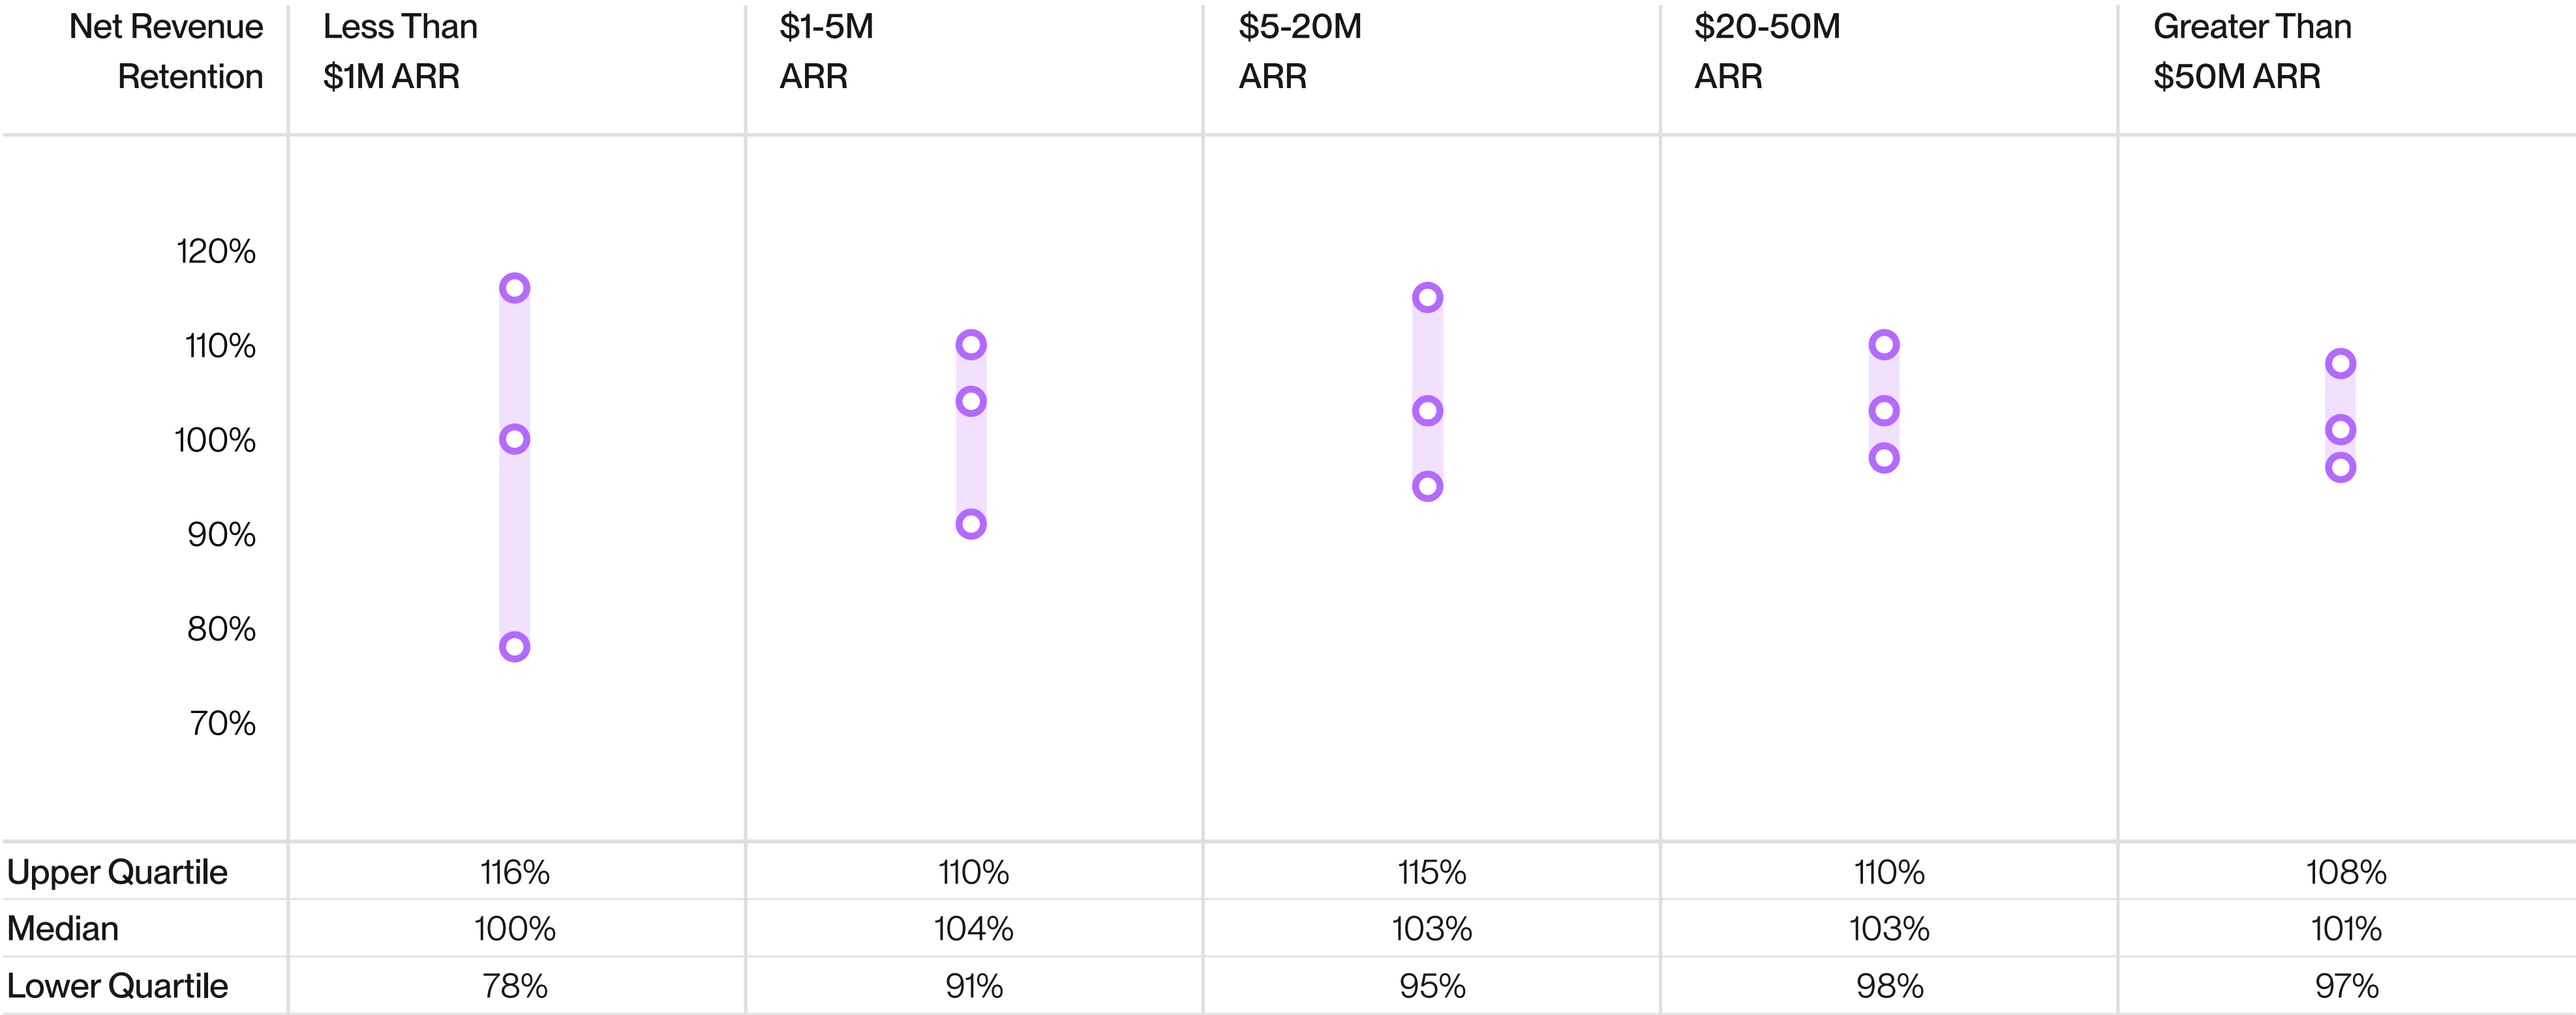 Net Revenue Retention
Less Than $1M ARR
$1-5M ARR
$5-20M ARR
$20-50M ARR
Greater Than $50M ARR
120%
110%
100%
90%
80%
70%
Upper Quartile 116% 110% 115% 110% 108%
Median 100% 104% 103% 103% 101%
Lower Quartile 78% 91% 95% 98% 97%